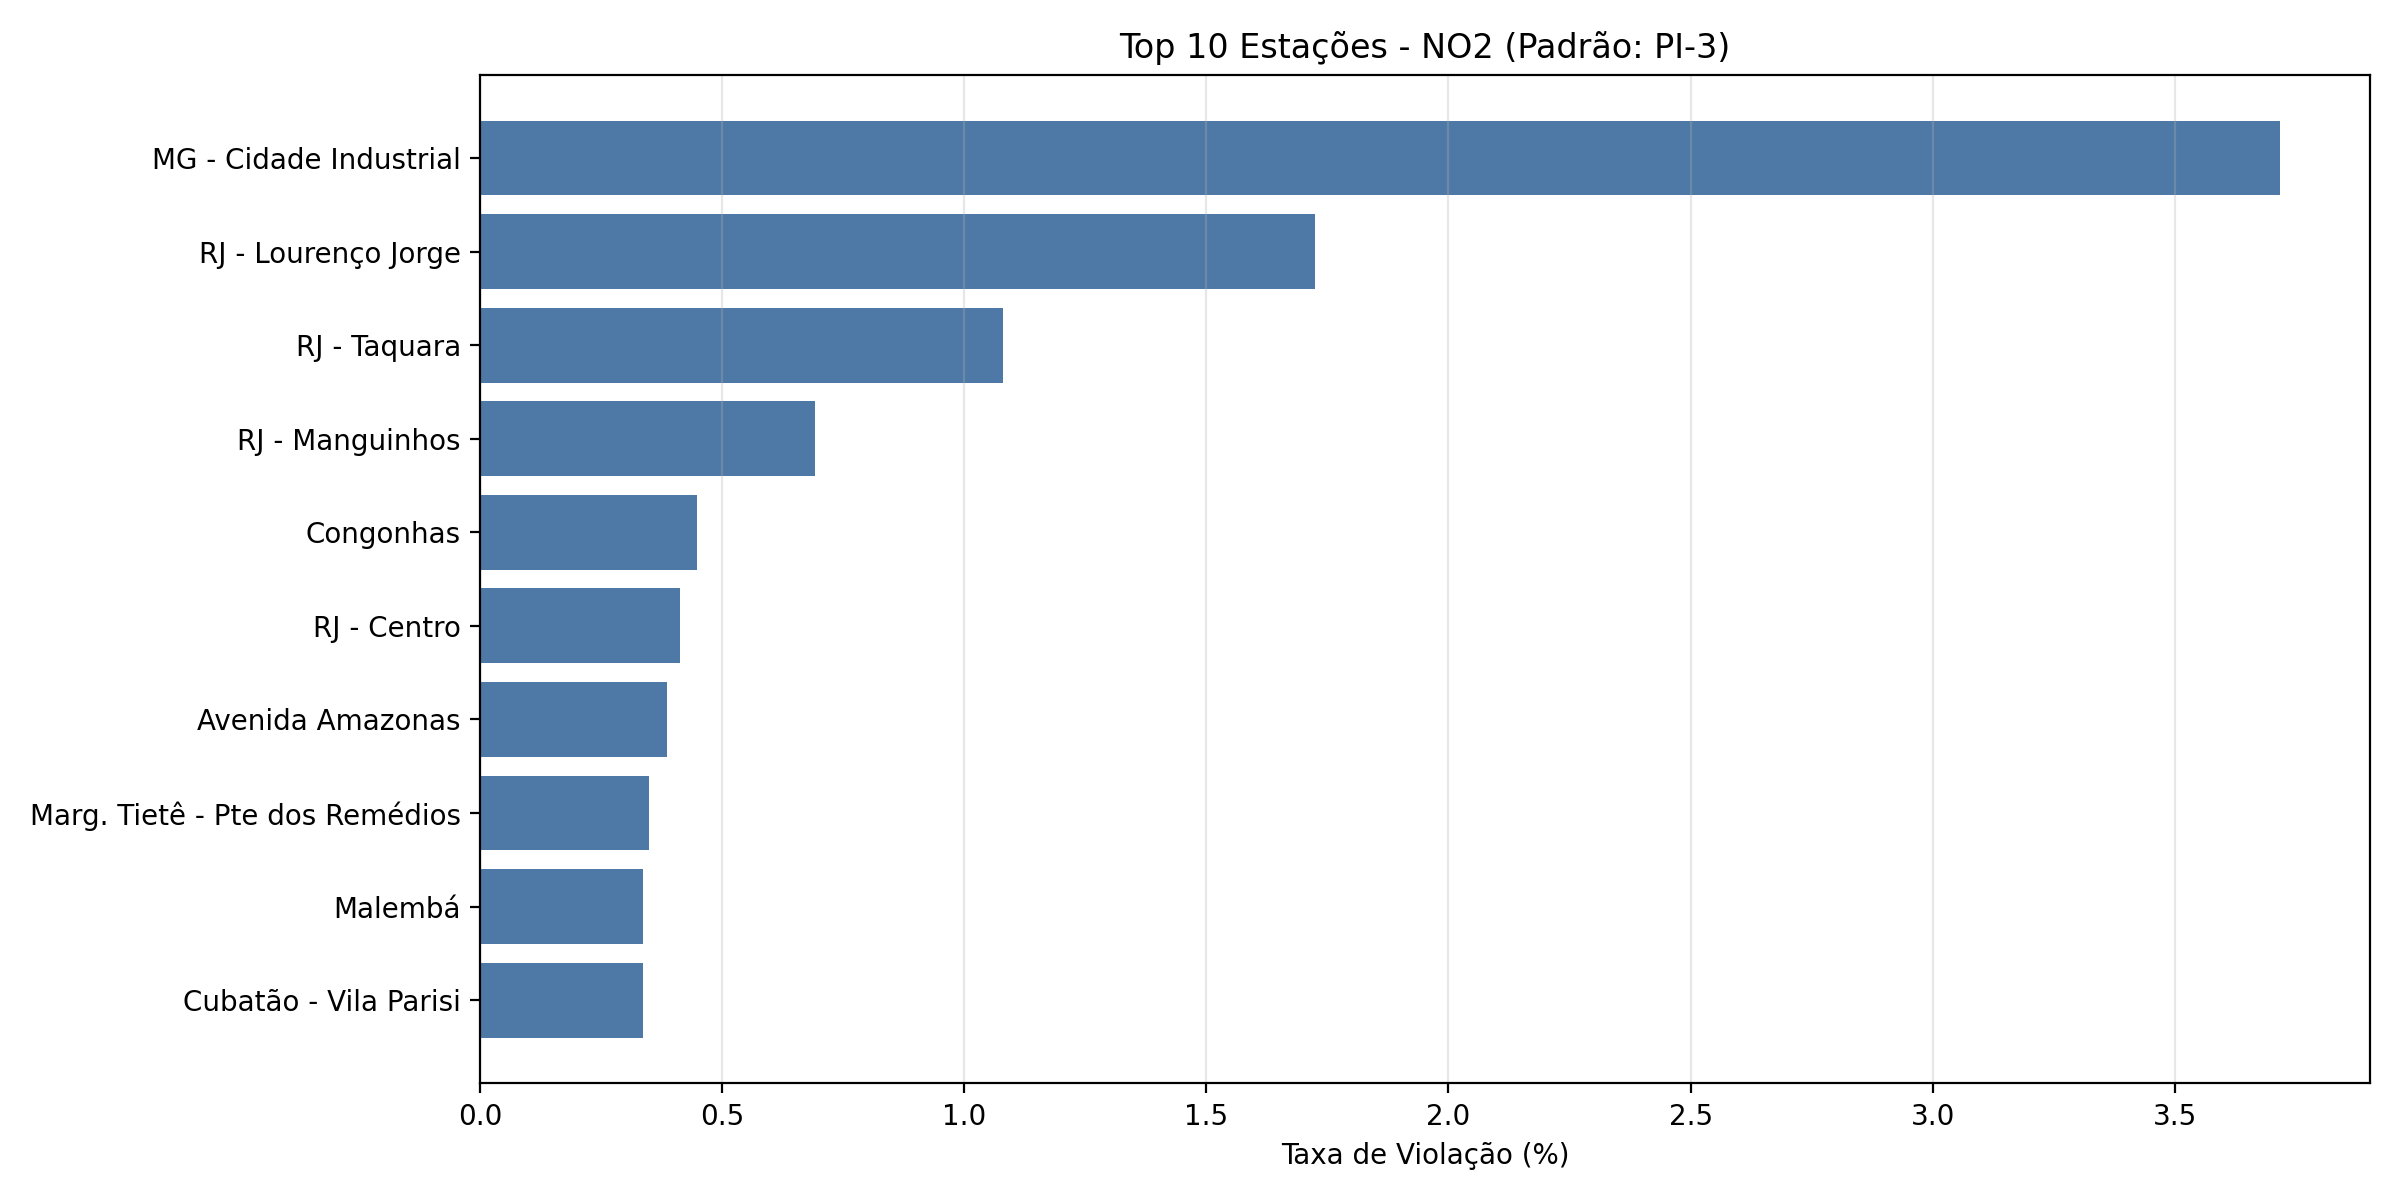 Top 10 Estações - NO2 (Padrão: PI-3)
MG - Cidade Industrial
RJ - Lourenço Jorge
RJ - Taquara
RJ - Manguinhos
Congonhas
RJ - Centro
Avenida Amazonas
Marg. Tietê - Pte dos Remédios
Malembá
Cubatão - Vila Parisi
0.0 0.5 1.0 1.5 2.0 2.5 3.0 3.5
Taxa de Violação (%)